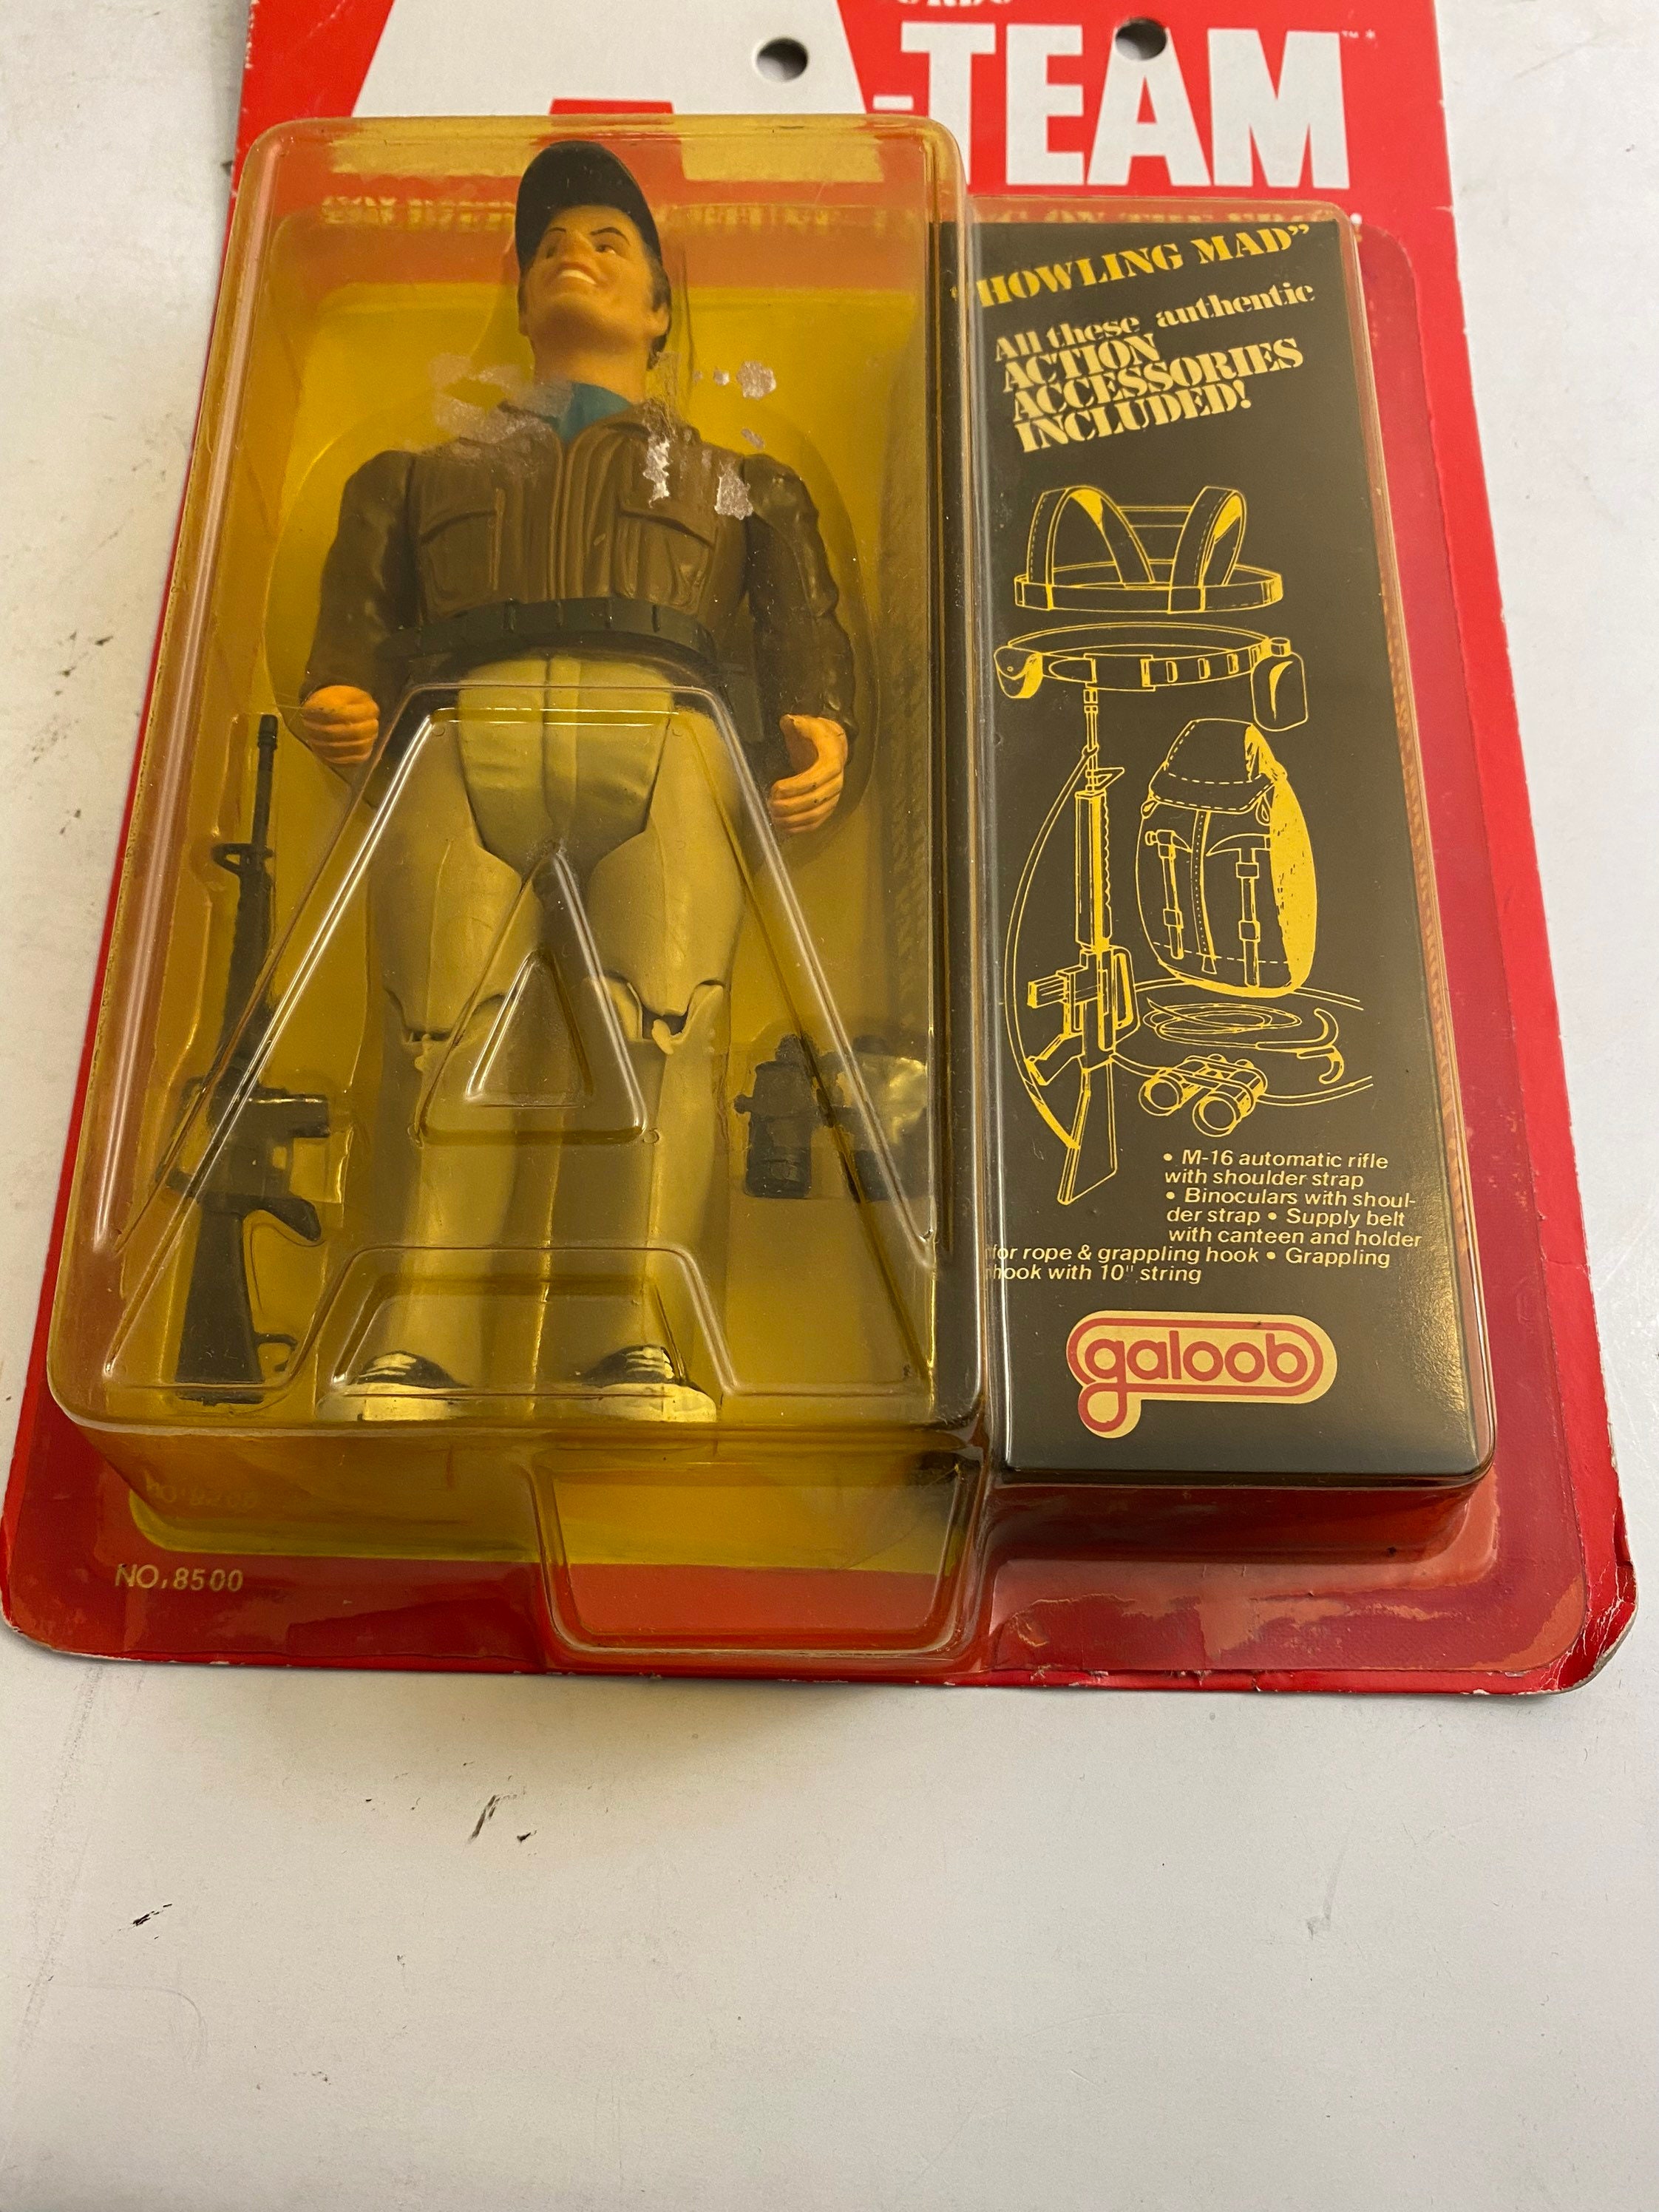 -TEAM™*
"HOWLING MAD"
All these authentic
ACTION
ACCESSORIES
INCLUDED!
• M-16 automatic rifle
with shoulder strap
• Binoculars with shoul-
der strap • Supply belt
with canteen and holder
for rope & grappling hook • Grappling
hook with 10" string
galoob
NO.8500